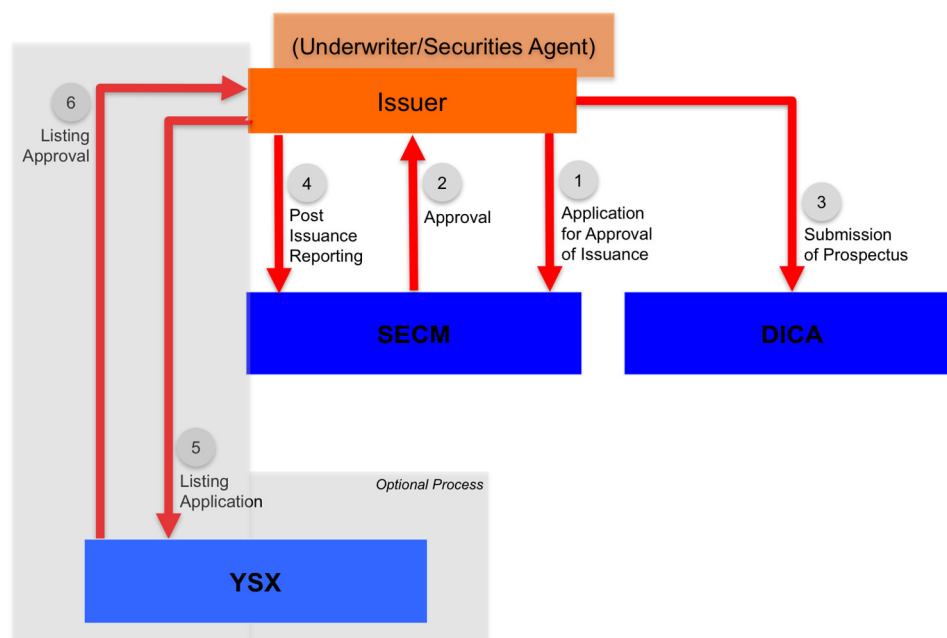 (Underwriter/Securities Agent)
Issuer
6
Listing
Approval
4
Post
Issuance
Reporting
2
Approval
1
Application
for Approval
of Issuance
3
Submission
of Prospectus
SECM
DICA
5
Listing
Application
Optional Process
YSX